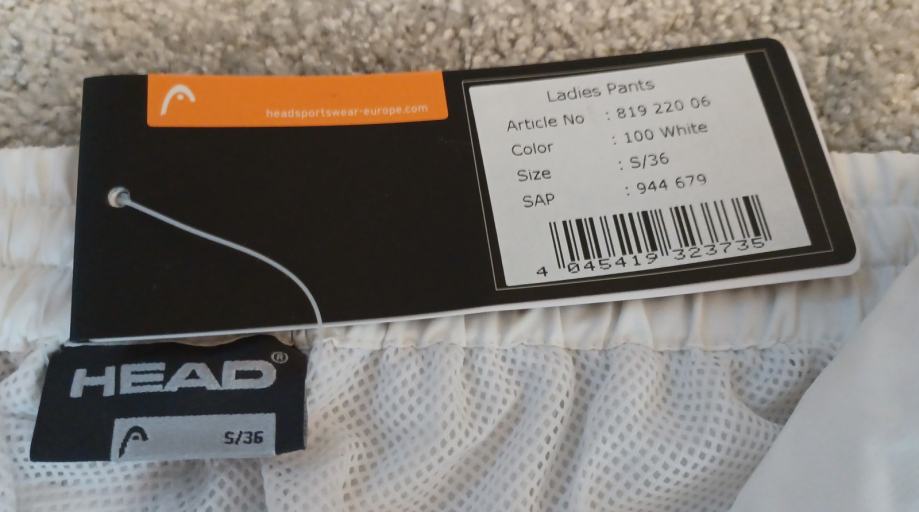 headsportswear-europe.com
Ladies Pants
Article No : 819 220 06
Color : 100 White
Size : S/36
SAP : 944 679
4 045419 323735
HEAD®
S/36